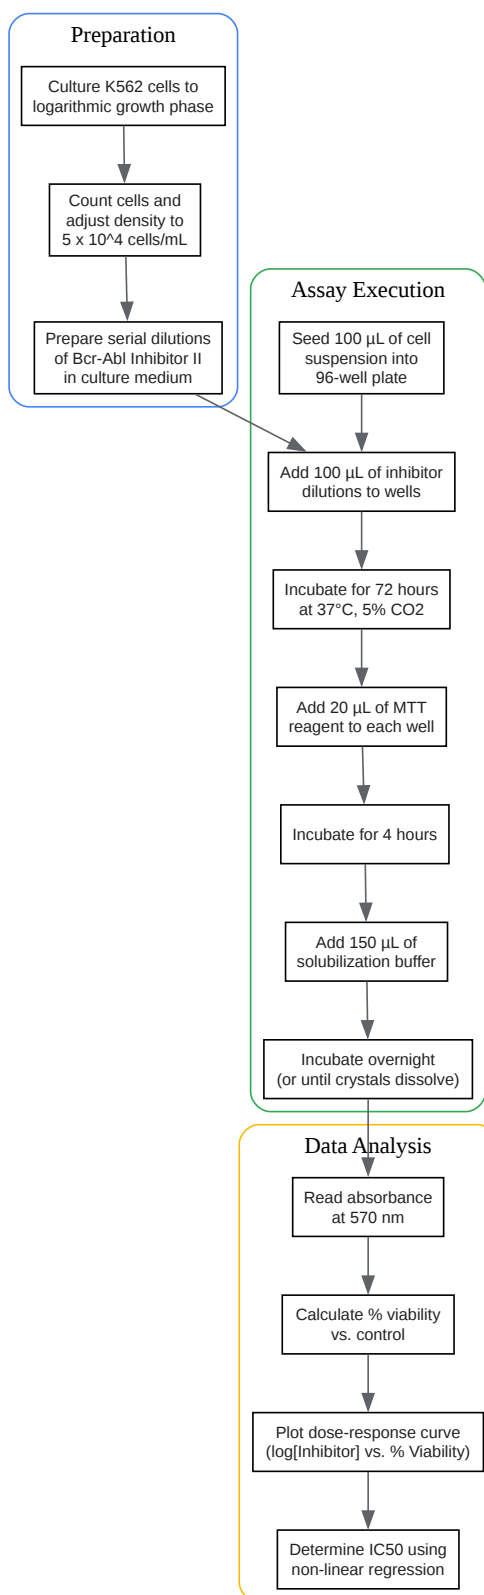 Preparation
Culture K562 cells to
logarithmic growth phase
Count cells and
adjust density to
5 x 10^4 cells/mL
Prepare serial dilutions
of Bcr-Abl Inhibitor II
in culture medium
Assay Execution
Seed 100 µL of cell
suspension into
96-well plate
Add 100 µL of inhibitor
dilutions to wells
Incubate for 72 hours
at 37°C, 5% CO2
Add 20 µL of MTT
reagent to each well
Incubate for 4 hours
Add 150 µL of
solubilization buffer
Incubate overnight
(or until crystals dissolve)
Data Analysis
Read absorbance
at 570 nm
Calculate % viability
vs. control
Plot dose-response curve
(log[Inhibitor] vs. % Viability)
Determine IC50 using
non-linear regression